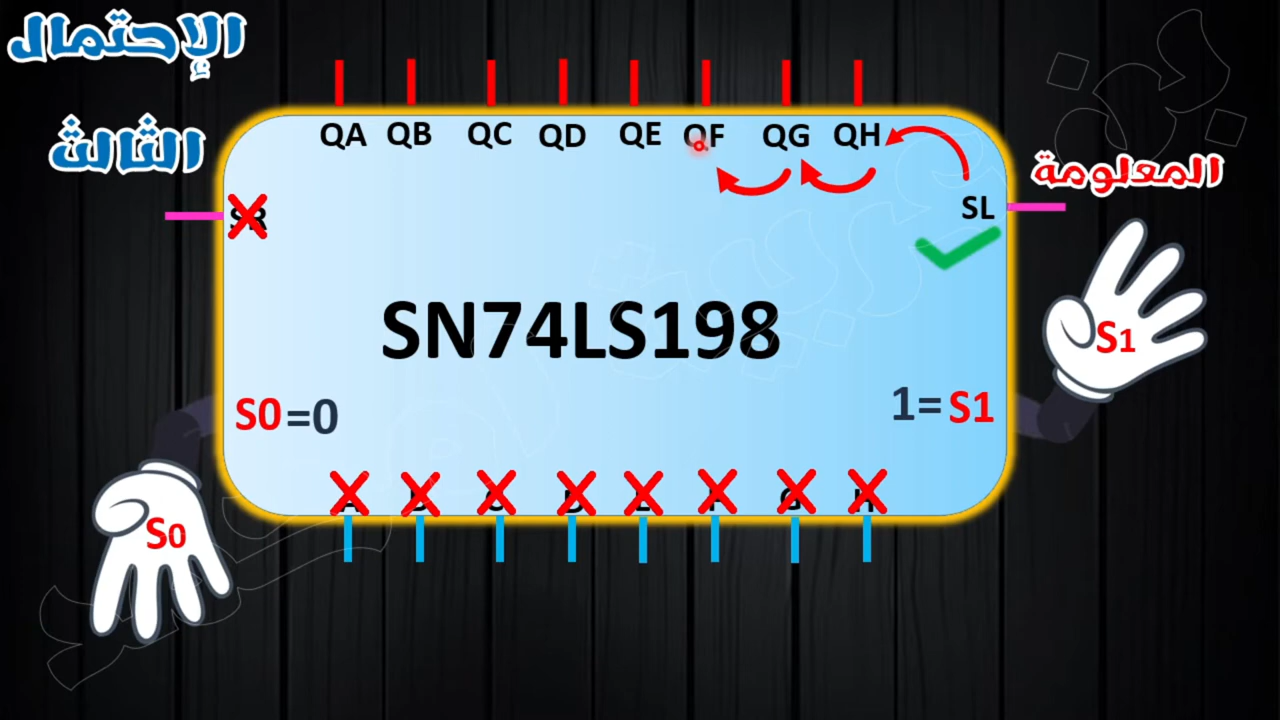 الإحتمال
الثالث
QA QB QC QD QE QF QG QH
المعلومة
SR
SL
SN74LS198
S1
S0=0
1=S1
S0